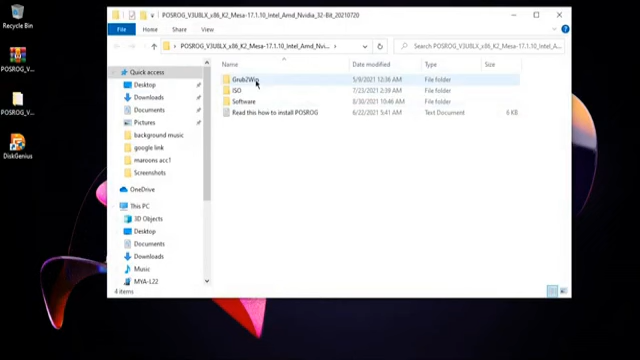 Recycle Bin
POSROG_V...
POSROG_V...
DiskGenius
POSROG_V3U8LX_x86_K2_Mesa-17.1.10_Intel_Amd_Nvidia_32-Bit_20210720
File
Home
Share
View
POSROG_V3U8LX_x86_K2_Mesa-17.1.10_Intel_Amd_Nvi...
Search POSROG_V3U8LX_x86_K2_Mesa-17.1.10_Intel_A...
Name
Date modified
Type
Size
Quick access
Desktop
Downloads
Documents
Pictures
background music
google link
maroons acc1
Screenshots
OneDrive
This PC
3D Objects
Desktop
Documents
Downloads
Music
MYA-L22
Grub2Win
5/9/2021 12:36 AM
File folder
ISO
7/23/2021 2:39 AM
File folder
Software
8/30/2021 10:46 AM
File folder
Read this how to install POSROG
6/22/2021 5:41 AM
Text Document
6 KB
4 items